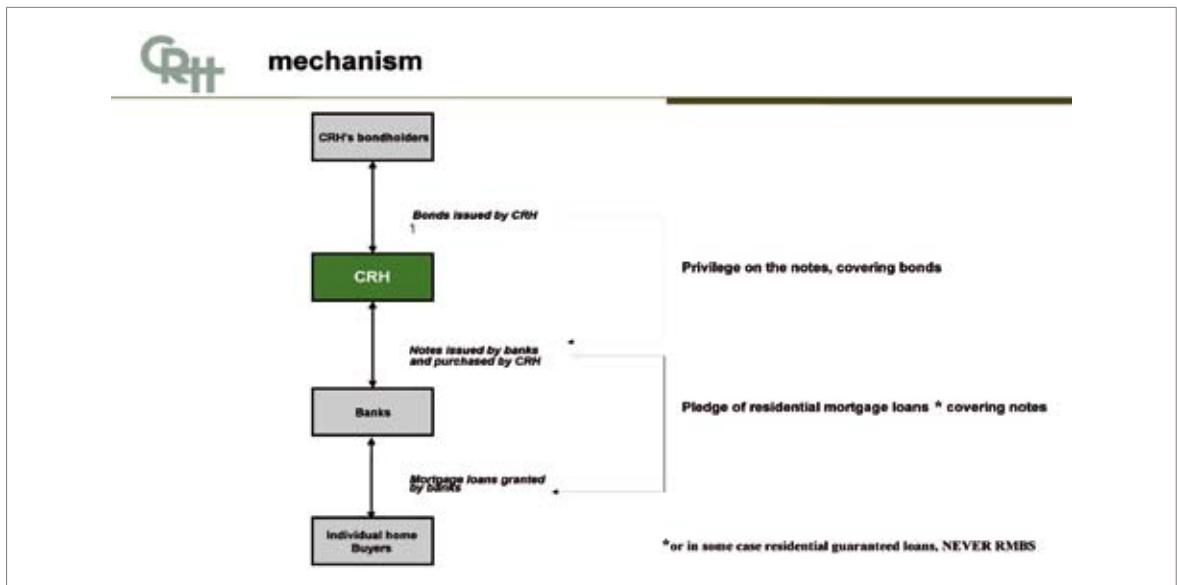 CRH
mechanism
CRH's bondholders
Bonds issued by CRH
1
CRH
Privilege on the notes, covering bonds
Notes issued by banks
and purchased by CRH
Banks
Pledge of residential mortgage loans * covering notes
Mortgage loans granted
by banks
Individual home
Buyers
*or in some case residential guaranteed loans, NEVER RMBS